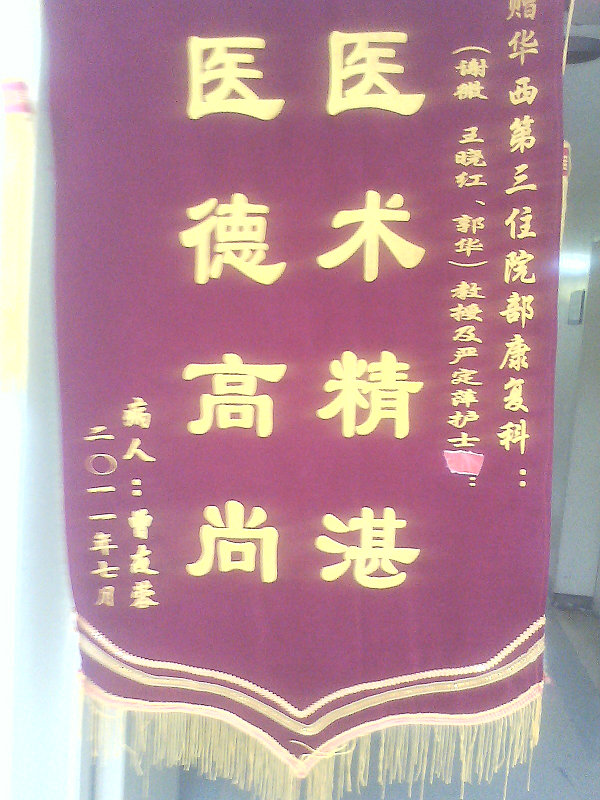 赠华西第三住院部康复科：
（谢薇 王晓红、郭华）教授及严定萍护士：
医术精湛
医德高尚
病人：曾友蓉
二〇一一年七月